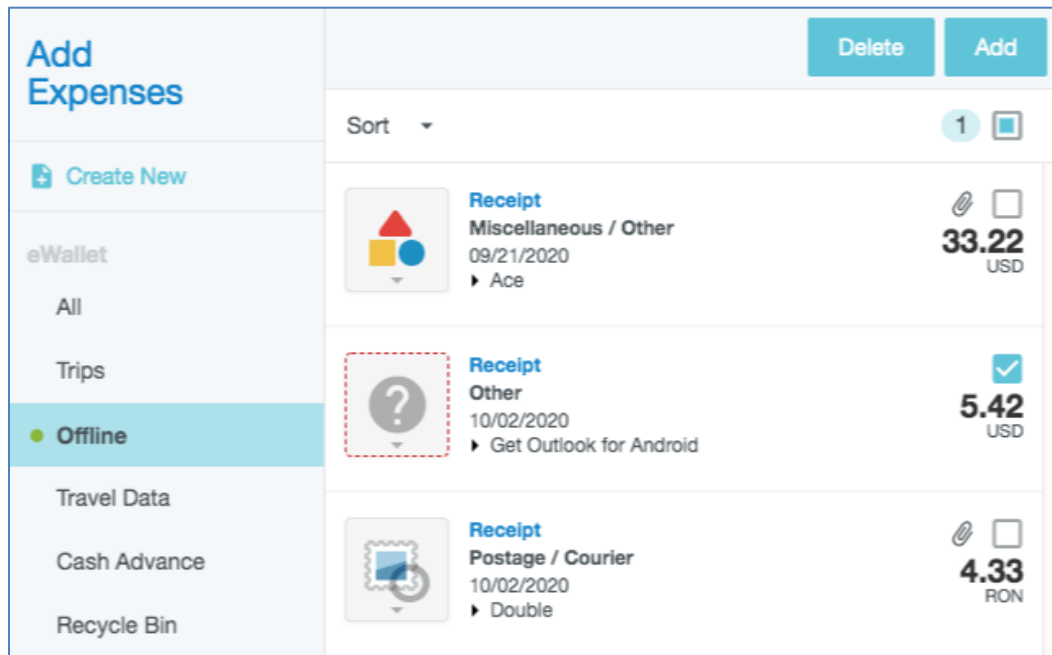 Add
Expenses
Create New
eWallet
All
Trips
Offline
Travel Data
Cash Advance
Recycle Bin
Delete Add
Sort 1
Receipt
Miscellaneous / Other
09/21/2020
Ace
33.22
USD
Receipt
Other
10/02/2020
Get Outlook for Android
5.42
USD
Receipt
Postage / Courier
10/02/2020
Double
4.33
RON